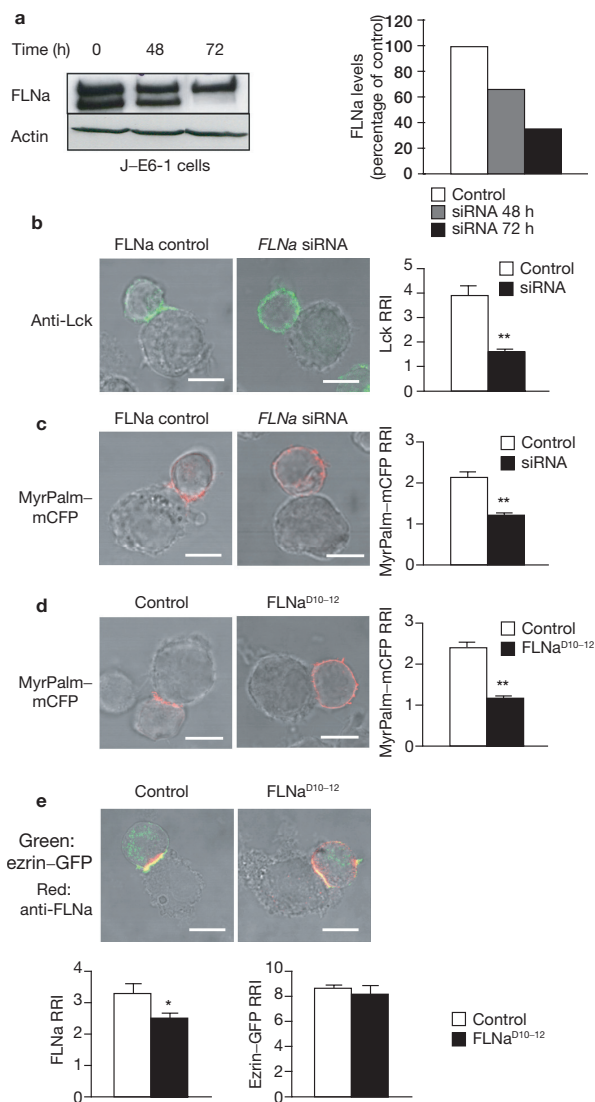 a
Time (h) 0 48 72
FLNa
Actin
J–E6-1 cells
FLNa levels
(percentage of control)
120
100
80
60
40
20
0
Control
siRNA 48 h
siRNA 72 h
b
FLNa control
FLNa siRNA
Anti-Lck
Lck RRI
5
4
3
2
1
0
Control
siRNA
**
c
FLNa control
FLNa siRNA
MyrPalm–
mCFP
MyrPalm–mCFP RRI
3
2
1
0
Control
siRNA
**
d
Control
FLNaD10–12
MyrPalm–
mCFP
MyrPalm–mCFP RRI
3
2
1
0
Control
FLNaD10–12
**
e
Control
FLNaD10–12
Green:
ezrin–GFP
Red:
anti-FLNa
FLNa RRI
4
3
2
1
0
*
Ezrin–GFP RRI
10
8
6
4
2
0
Control
FLNaD10–12